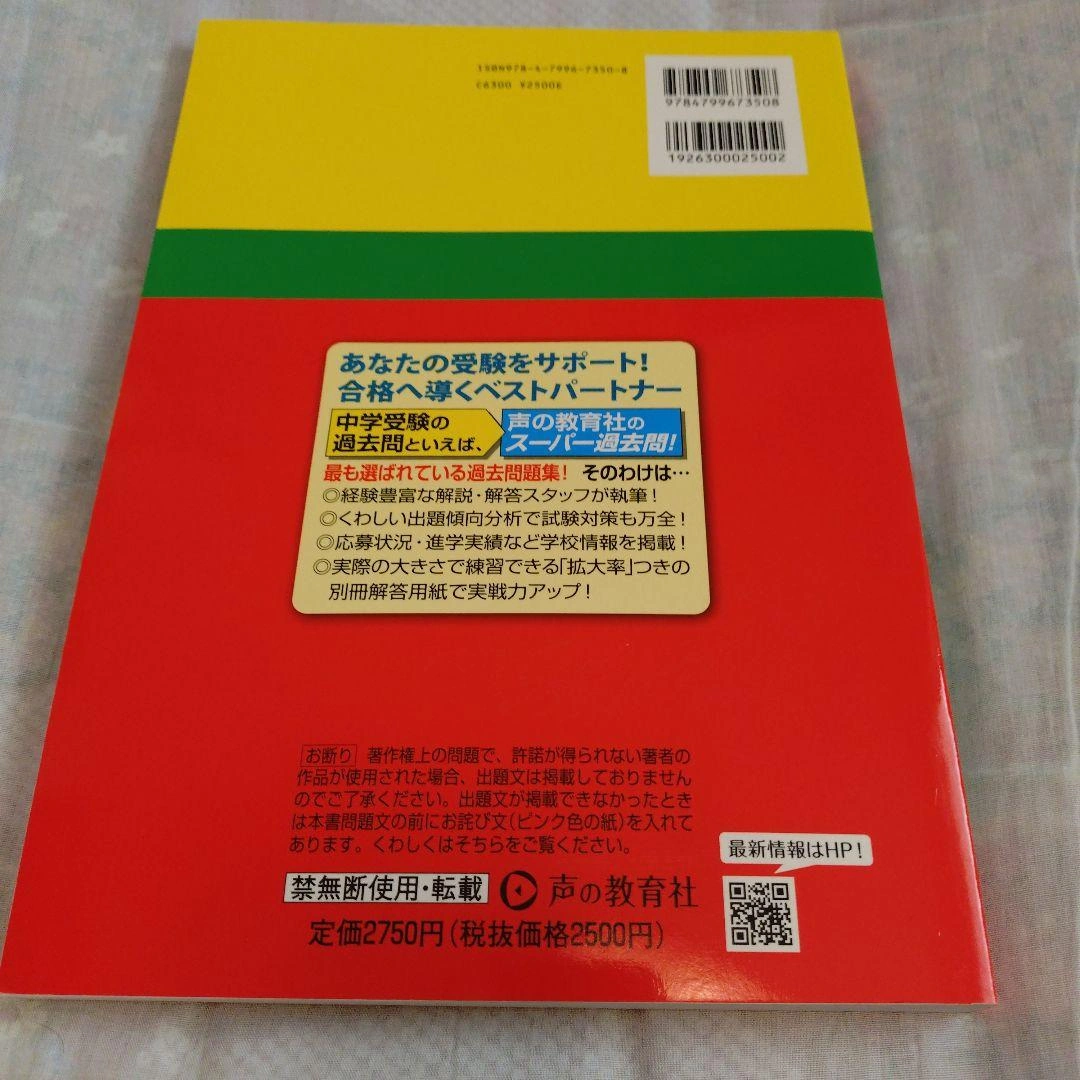 ISBN978-4-7996-7350-8
C6300 ¥2500E
9784799673508
1926300025002
あなたの受験をサポート!
合格へ導くベストパートナー
中学受験の
過去問といえば、
声の教育社の
スーパー過去問!
最も選ばれている過去問題集! そのわけは…
◎経験豊富な解説・解答スタッフが執筆!
◎くわしい出題傾向分析で試験対策も万全!
◎応募状況・進学実績など学校情報を掲載!
◎実際の大きさで練習できる「拡大率」つきの
別冊解答用紙で実戦力アップ!
お断り 著作権上の問題で、許諾が得られない著者の
作品が使用された場合、出題文は掲載しておりません
のでご了承ください。出題文が掲載できなかったとき
は本書問題文の前にお詫び文(ピンク色の紙)を入れて
あります。くわしくはそちらをご覧ください。
最新情報はHP!
禁無断使用・転載 声の教育社
定価2750円(税抜価格2500円)